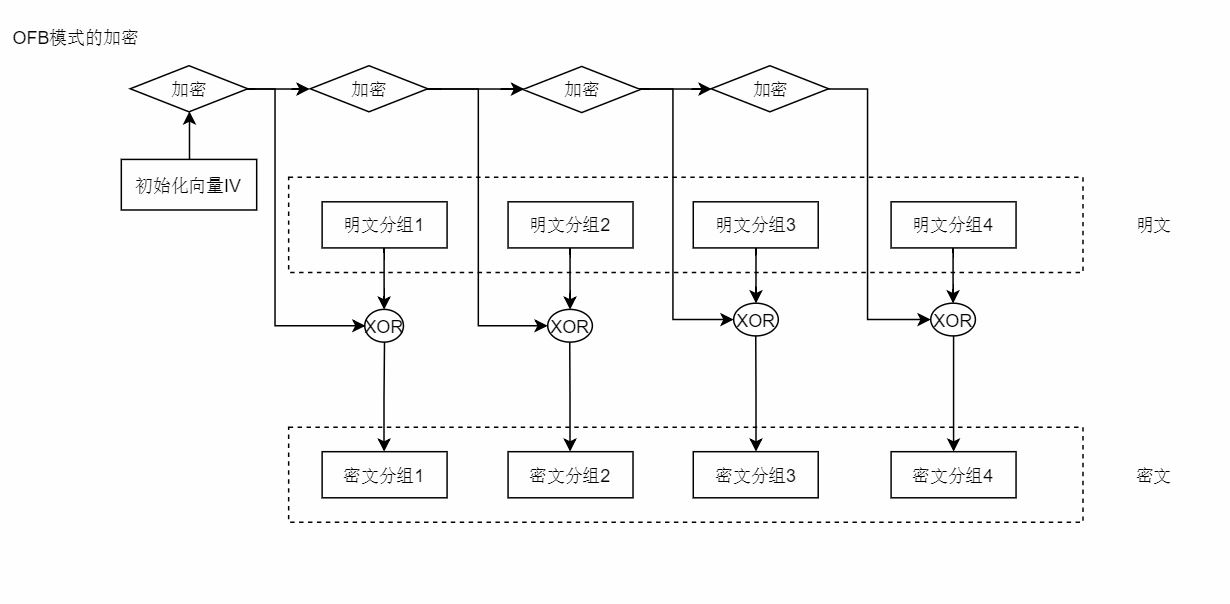 OFB模式的加密
加密
加密
加密
加密
初始化向量IV
明文分组1
明文分组2
明文分组3
明文分组4
明文
XOR
XOR
XOR
XOR
密文分组1
密文分组2
密文分组3
密文分组4
密文